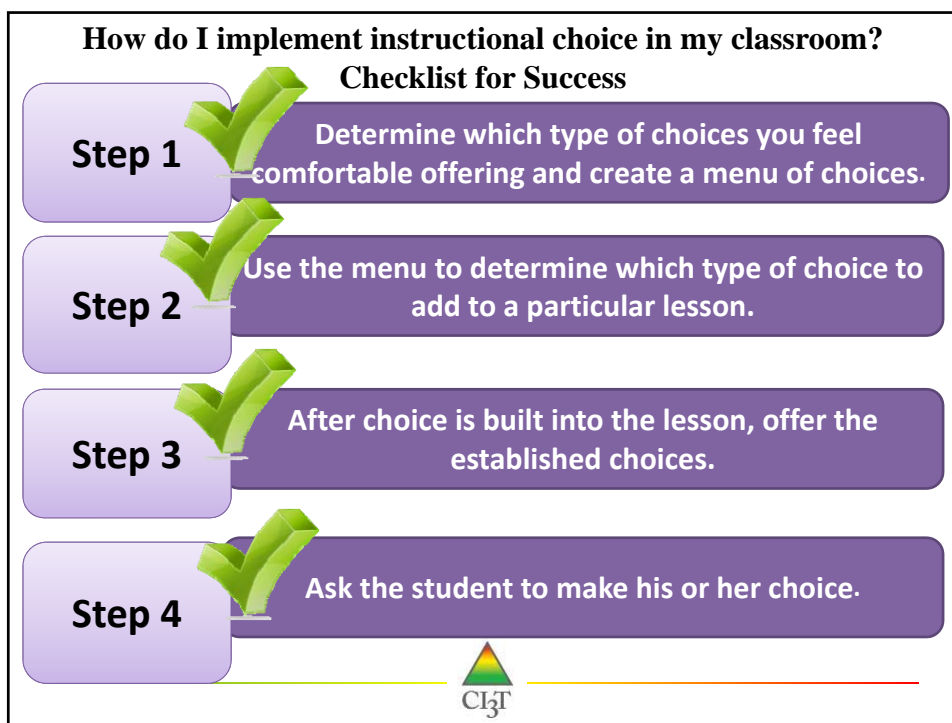 How do I implement instructional choice in my classroom?
Checklist for Success
Step 1
Determine which type of choices you feel
comfortable offering and create a menu of choices.
Step 2
Use the menu to determine which type of choice to
add to a particular lesson.
Step 3
After choice is built into the lesson, offer the
established choices.
Step 4
Ask the student to make his or her choice.
CI3T